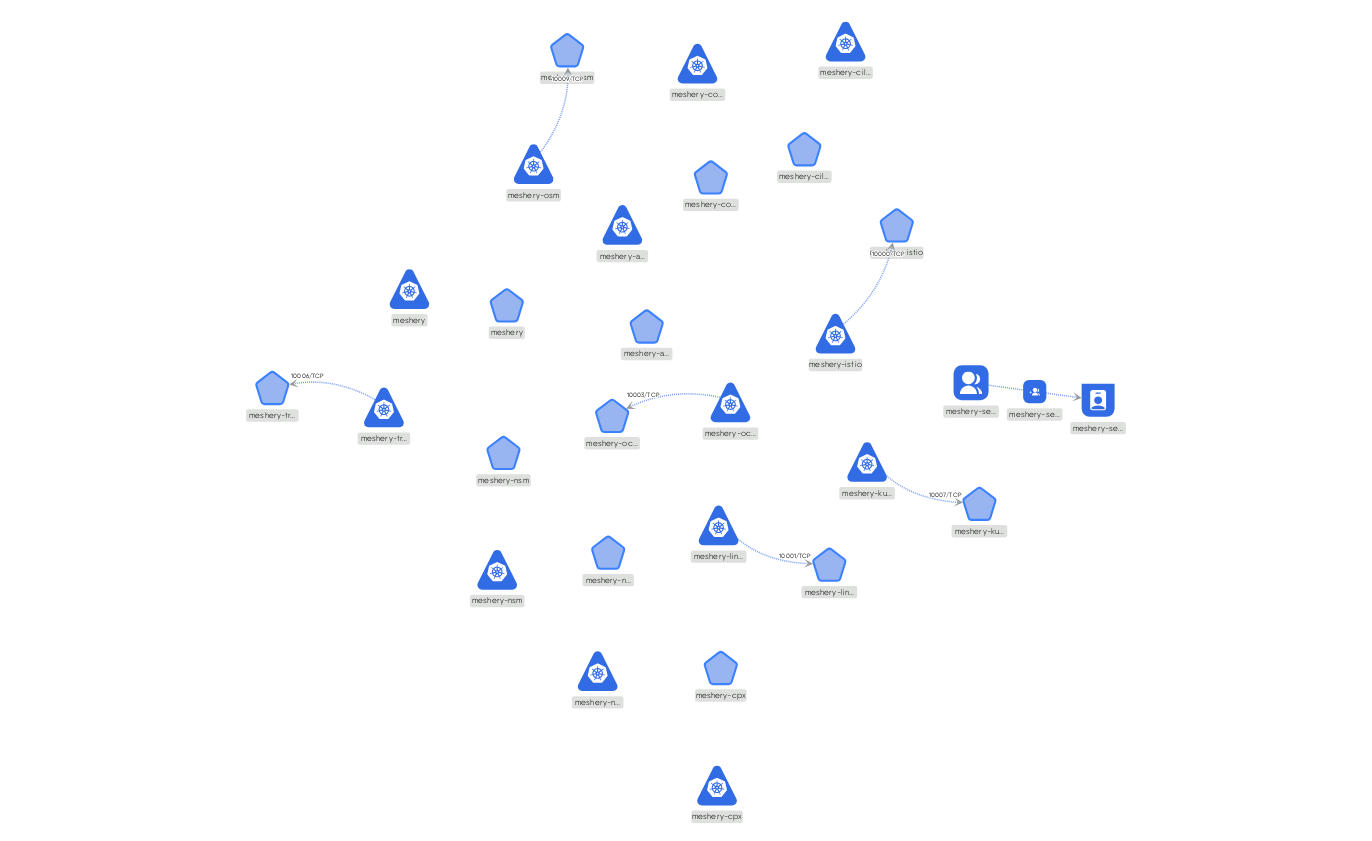 meshery-cil...
10009/TCP
meshery-co...
meshery-cil...
meshery-osm
meshery-co...
meshery-a...
10000/TCP
meshery
meshery
meshery-a...
meshery-istio
10006/TCP
meshery-tr...
meshery-tr...
10003/TCP
meshery-oc...
meshery-oc...
meshery-se...
meshery-se...
meshery-se...
meshery-nsm
meshery-ku...
10007/TCP
meshery-ku...
meshery-lin...
10001/TCP
meshery-lin...
meshery-n...
meshery-nsm
meshery-n...
meshery-cpx
meshery-cpx